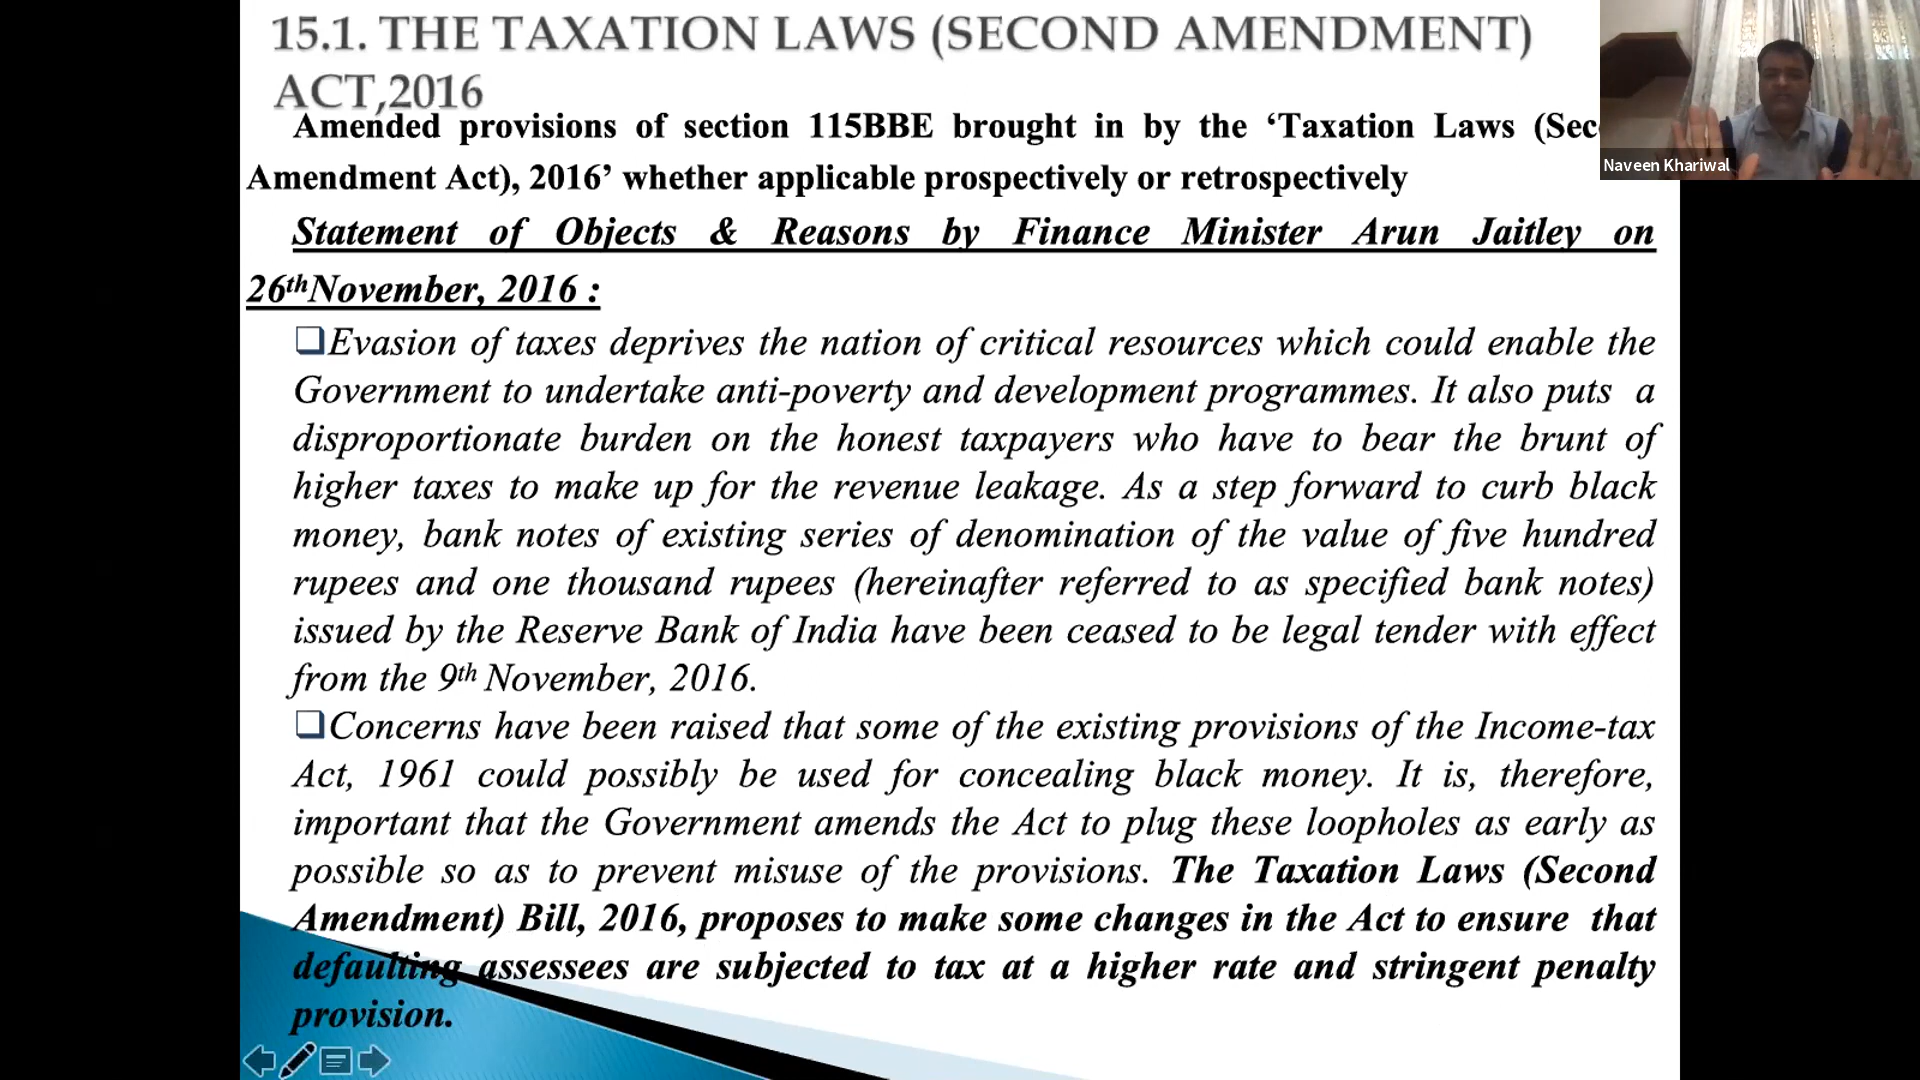 15.1. THE TAXATION LAWS (SECOND AMENDMENT)
ACT,2016
Amended provisions of section 115BBE brought in by the ‘Taxation Laws (Sec
Amendment Act), 2016’ whether applicable prospectively or retrospectively
Statement of Objects & Reasons by Finance Minister Arun Jaitley on
26thNovember, 2016 :
❑Evasion of taxes deprives the nation of critical resources which could enable the
Government to undertake anti-poverty and development programmes. It also puts a
disproportionate burden on the honest taxpayers who have to bear the brunt of
higher taxes to make up for the revenue leakage. As a step forward to curb black
money, bank notes of existing series of denomination of the value of five hundred
rupees and one thousand rupees (hereinafter referred to as specified bank notes)
issued by the Reserve Bank of India have been ceased to be legal tender with effect
from the 9th November, 2016.
❑Concerns have been raised that some of the existing provisions of the Income-tax
Act, 1961 could possibly be used for concealing black money. It is, therefore,
important that the Government amends the Act to plug these loopholes as early as
possible so as to prevent misuse of the provisions. The Taxation Laws (Second
Amendment) Bill, 2016, proposes to make some changes in the Act to ensure that
defaulting assessees are subjected to tax at a higher rate and stringent penalty
provision.
Naveen Khariwal